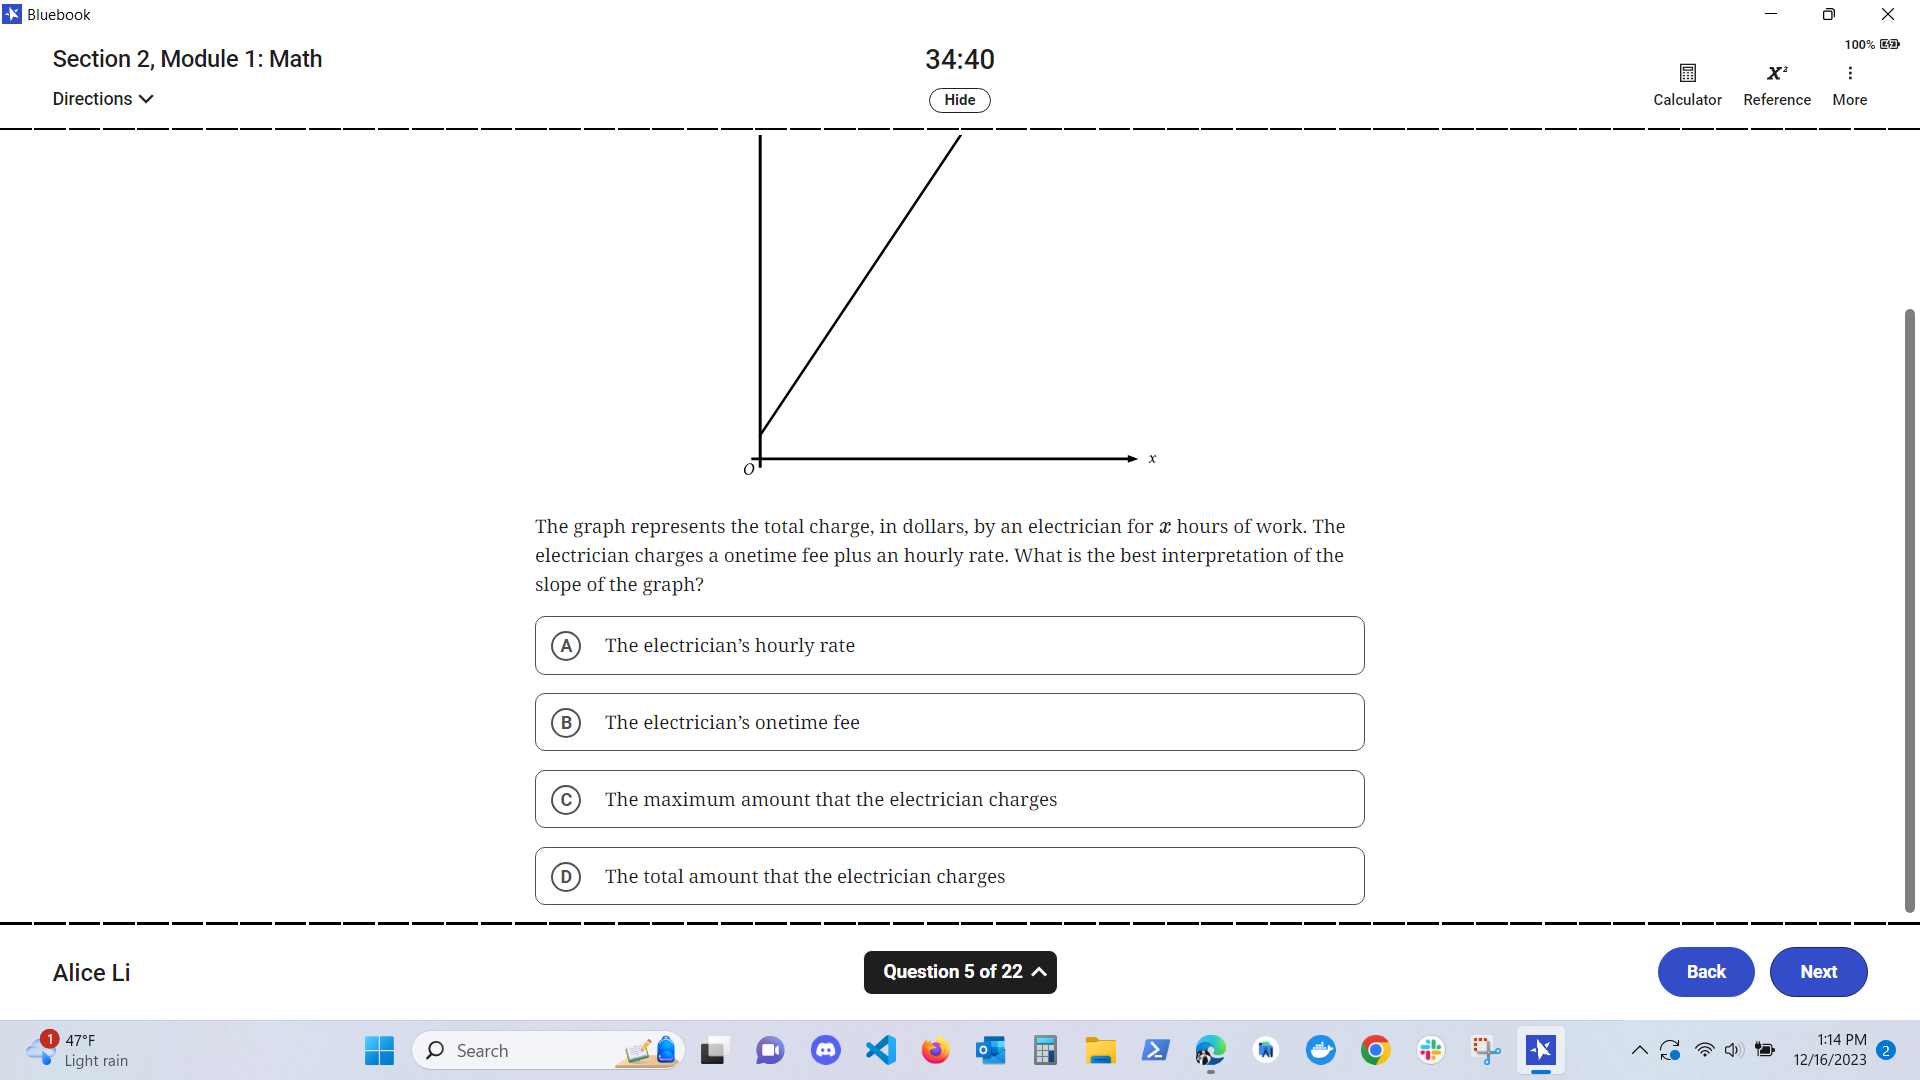 Bluebook
Section 2, Module 1: Math
Directions
34:40
Hide
100%
Calculator
x²
Reference
More
O
x
The graph represents the total charge, in dollars, by an electrician for x hours of work. The
electrician charges a onetime fee plus an hourly rate. What is the best interpretation of the
slope of the graph?
A The electrician’s hourly rate
B The electrician’s onetime fee
C The maximum amount that the electrician charges
D The total amount that the electrician charges
Alice Li
Question 5 of 22
Back
Next
1
47°F
Light rain
Search
1:14 PM
12/16/2023
2